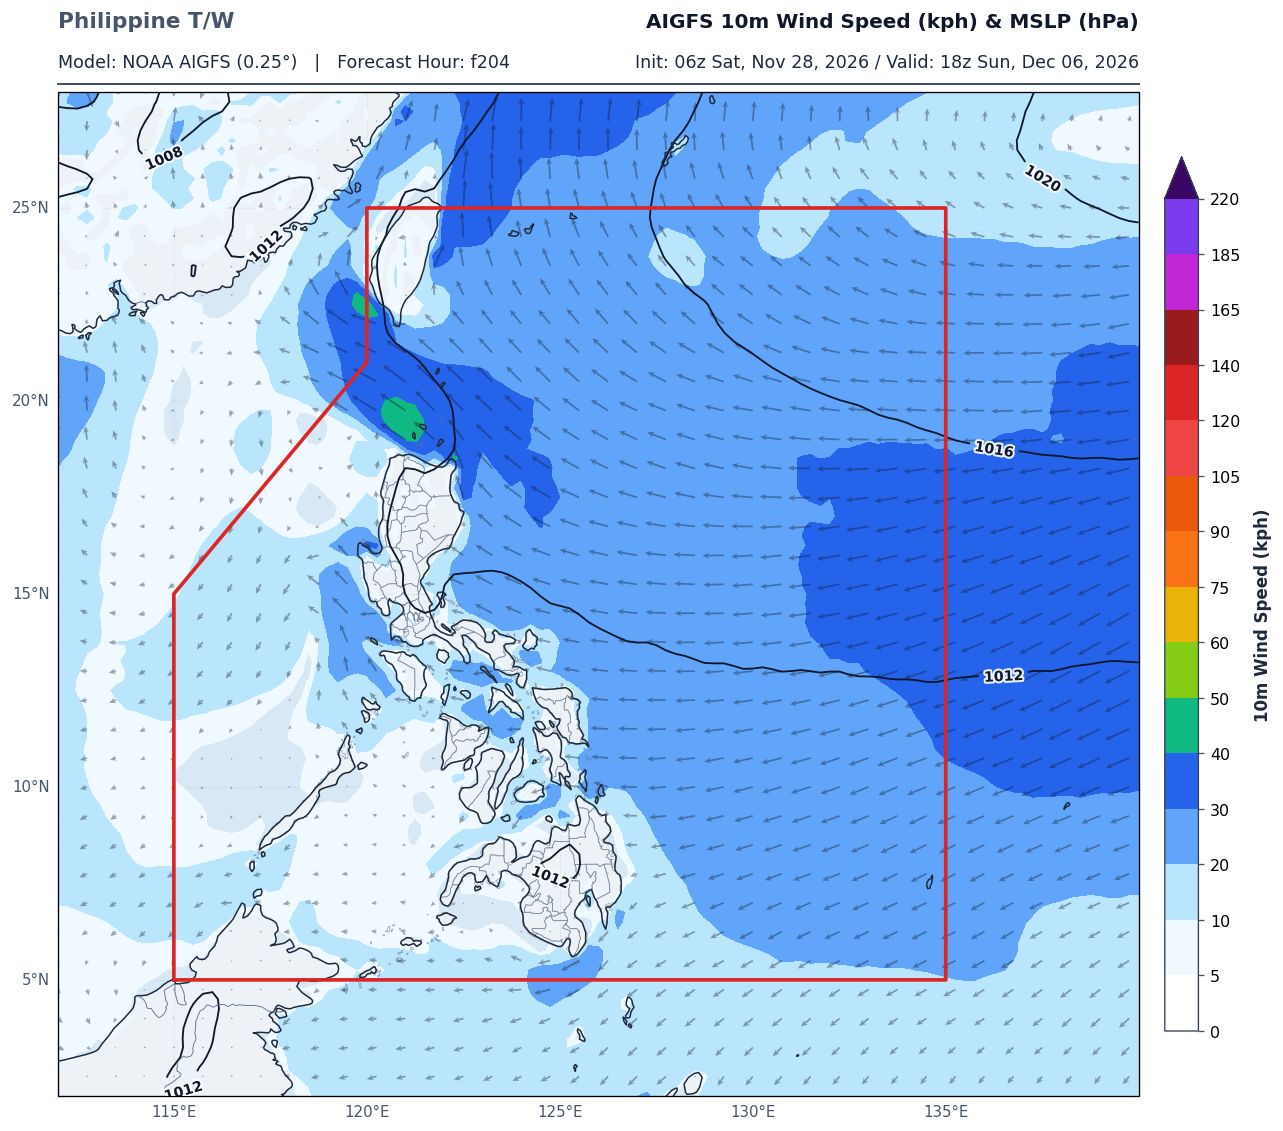 Philippine T/W
AIGFS 10m Wind Speed (kph) & MSLP (hPa)
Model: NOAA AIGFS (0.25°)   |   Forecast Hour: f204
Init: 06z Sat, Nov 28, 2026 / Valid: 18z Sun, Dec 06, 2026
1008
1020
1012
1016
1012
1012
1012
25°N
20°N
15°N
10°N
5°N
115°E
120°E
125°E
130°E
135°E
220
185
165
140
120
105
90
75
60
50
40
30
20
10
5
0
10m Wind Speed (kph)